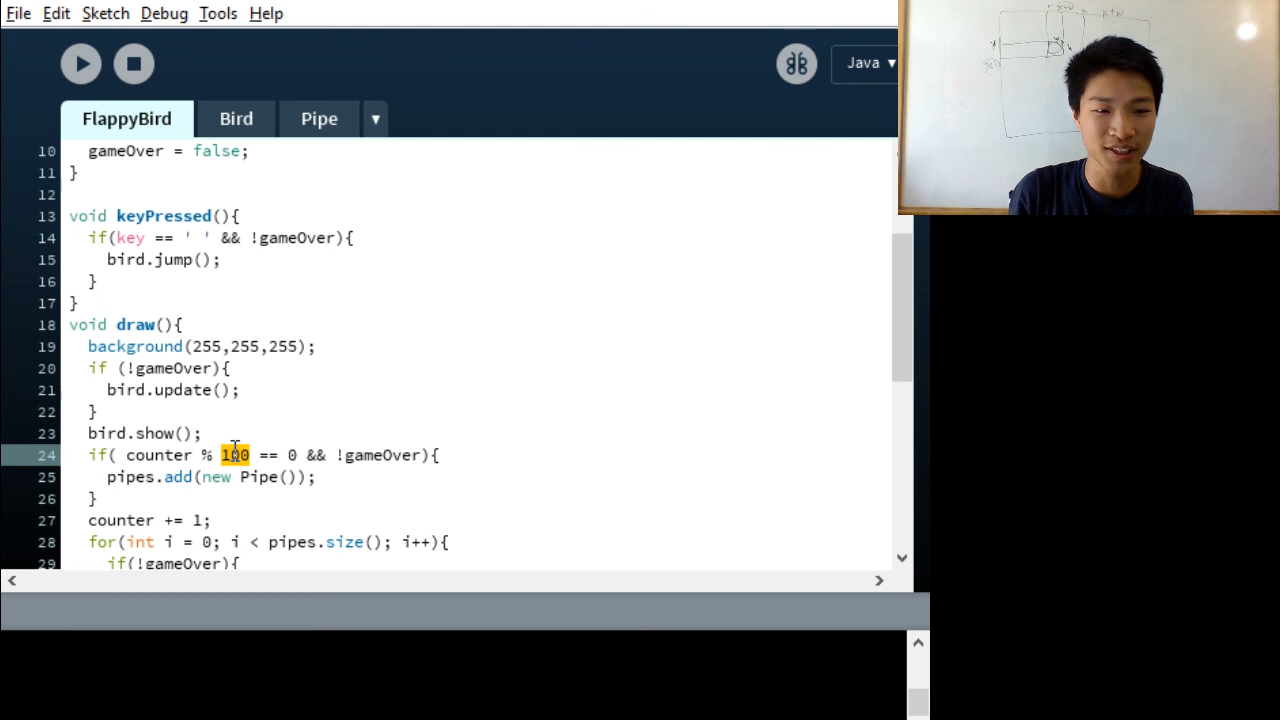 File Edit Sketch Debug Tools Help
Java ▾
FlappyBird Bird Pipe ▾
10 gameOver = false;
11 }
12
13 void keyPressed(){
14 if(key == ' ' && !gameOver){
15 bird.jump();
16 }
17 }
18 void draw(){
19 background(255,255,255);
20 if (!gameOver){
21 bird.update();
22 }
23 bird.show();
24 if( counter % 100 == 0 && !gameOver){
25 pipes.add(new Pipe());
26 }
27 counter += 1;
28 for(int i = 0; i < pipes.size(); i++){
29 if(!gameOver){